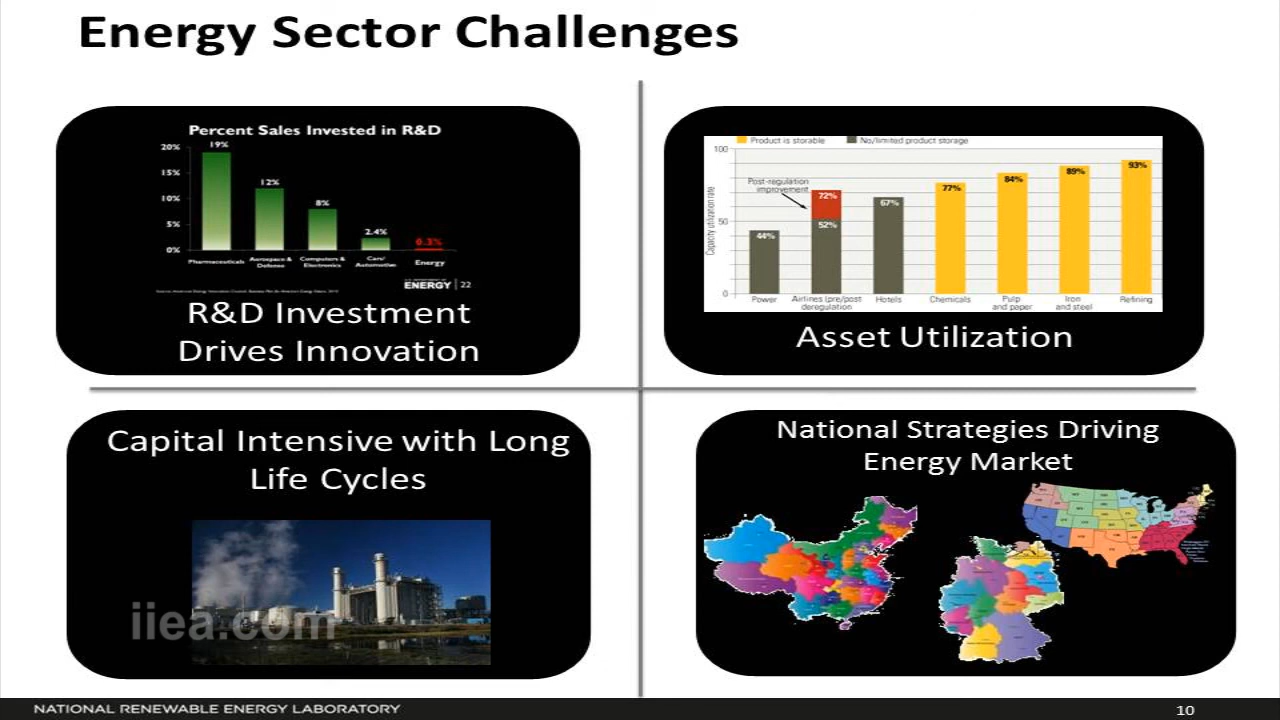 Energy Sector Challenges
Percent Sales Invested in R&D
20%
15%
10%
5%
0%
19%
12%
8%
2.4%
0.3%
Pharmaceuticals
Aerospace &
Defense
Computers &
Electronics
Cars/
Automotive
Energy
ENERGY | 22
R&D Investment
Drives Innovation
Product is storable
No/limited product storage
Capacity utilization rate
100
50
0
Post-regulation
improvement
44%
72%
52%
67%
77%
84%
89%
93%
Power
Airlines (pre/post
deregulation
Hotels
Chemicals
Pulp
and paper
Iron
and steel
Refining
Asset Utilization
Capital Intensive with Long
Life Cycles
iiea.com
National Strategies Driving
Energy Market
NATIONAL RENEWABLE ENERGY LABORATORY
10